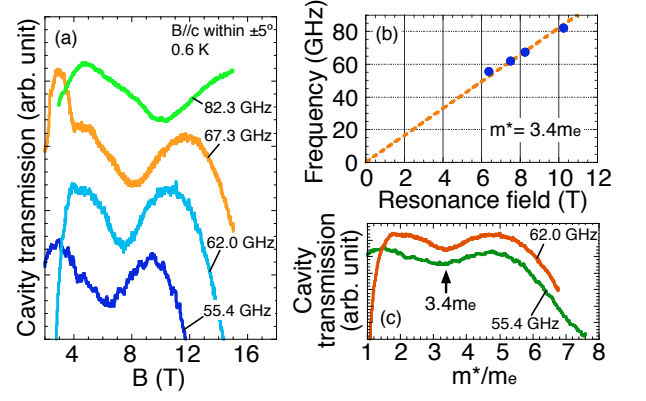 (a)
B//c within ±5°
0.6 K
82.3 GHz
67.3 GHz
62.0 GHz
55.4 GHz
Cavity transmission (arb. unit)
4 8 12 16
B (T)
(b)
Frequency (GHz)
80
60
40
20
0
m*= 3.4me
0 2 4 6 8 10 12
Resonance field (T)
Cavity
transmission
(arb. unit)
62.0 GHz
3.4me
(c)
55.4 GHz
1 2 3 4 5 6 7 8
m*/me